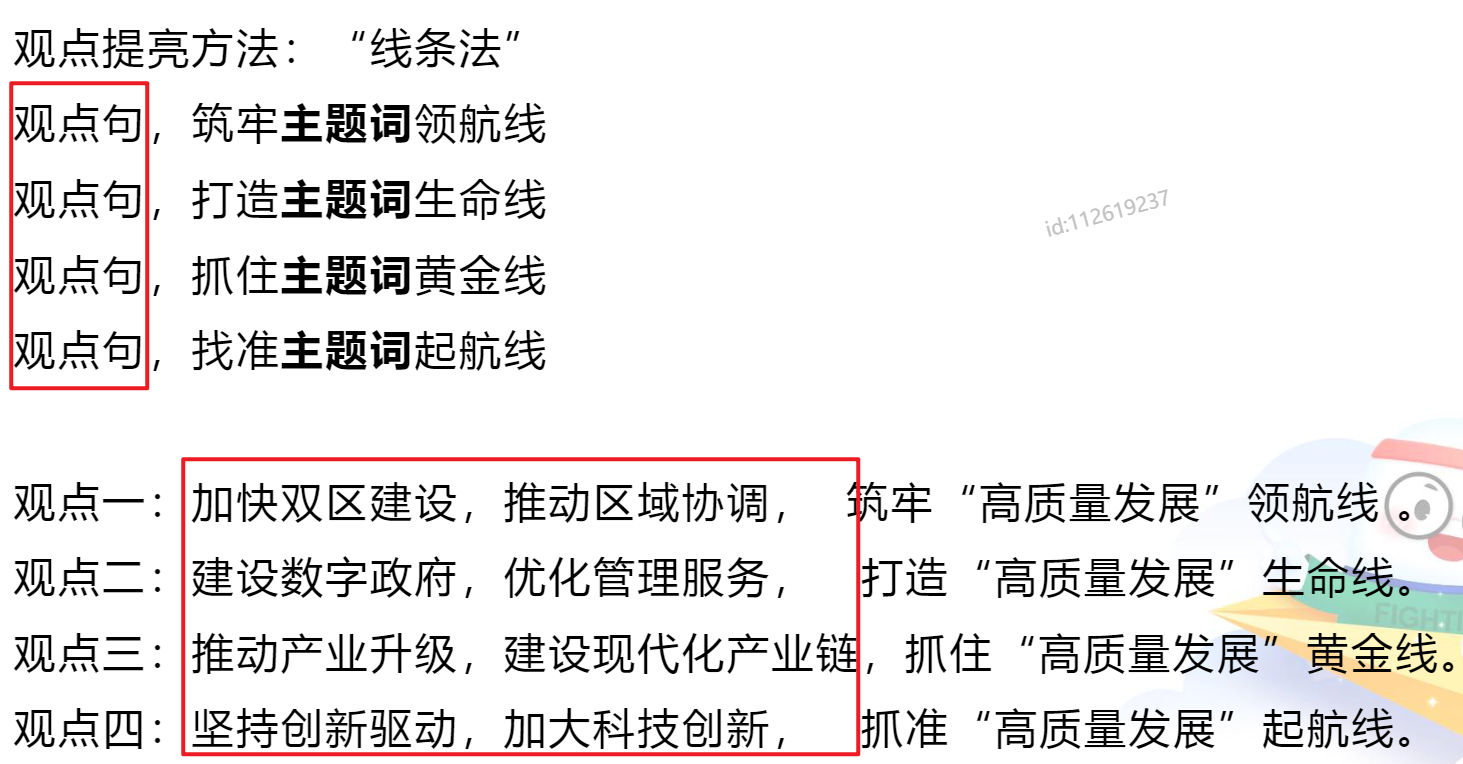 观点提亮方法：“线条法”
观点句，筑牢主题词领航线
观点句，打造主题词生命线
id:112619237
观点句，抓住主题词黄金线
观点句，找准主题词起航线
观点一：加快双区建设，推动区域协调，筑牢“高质量发展”领航线 。
观点二：建设数字政府，优化管理服务，打造“高质量发展”生命线。
观点三：推动产业升级，建设现代化产业链，抓住“高质量发展”黄金线。
观点四：坚持创新驱动，加大科技创新，抓准“高质量发展”起航线。